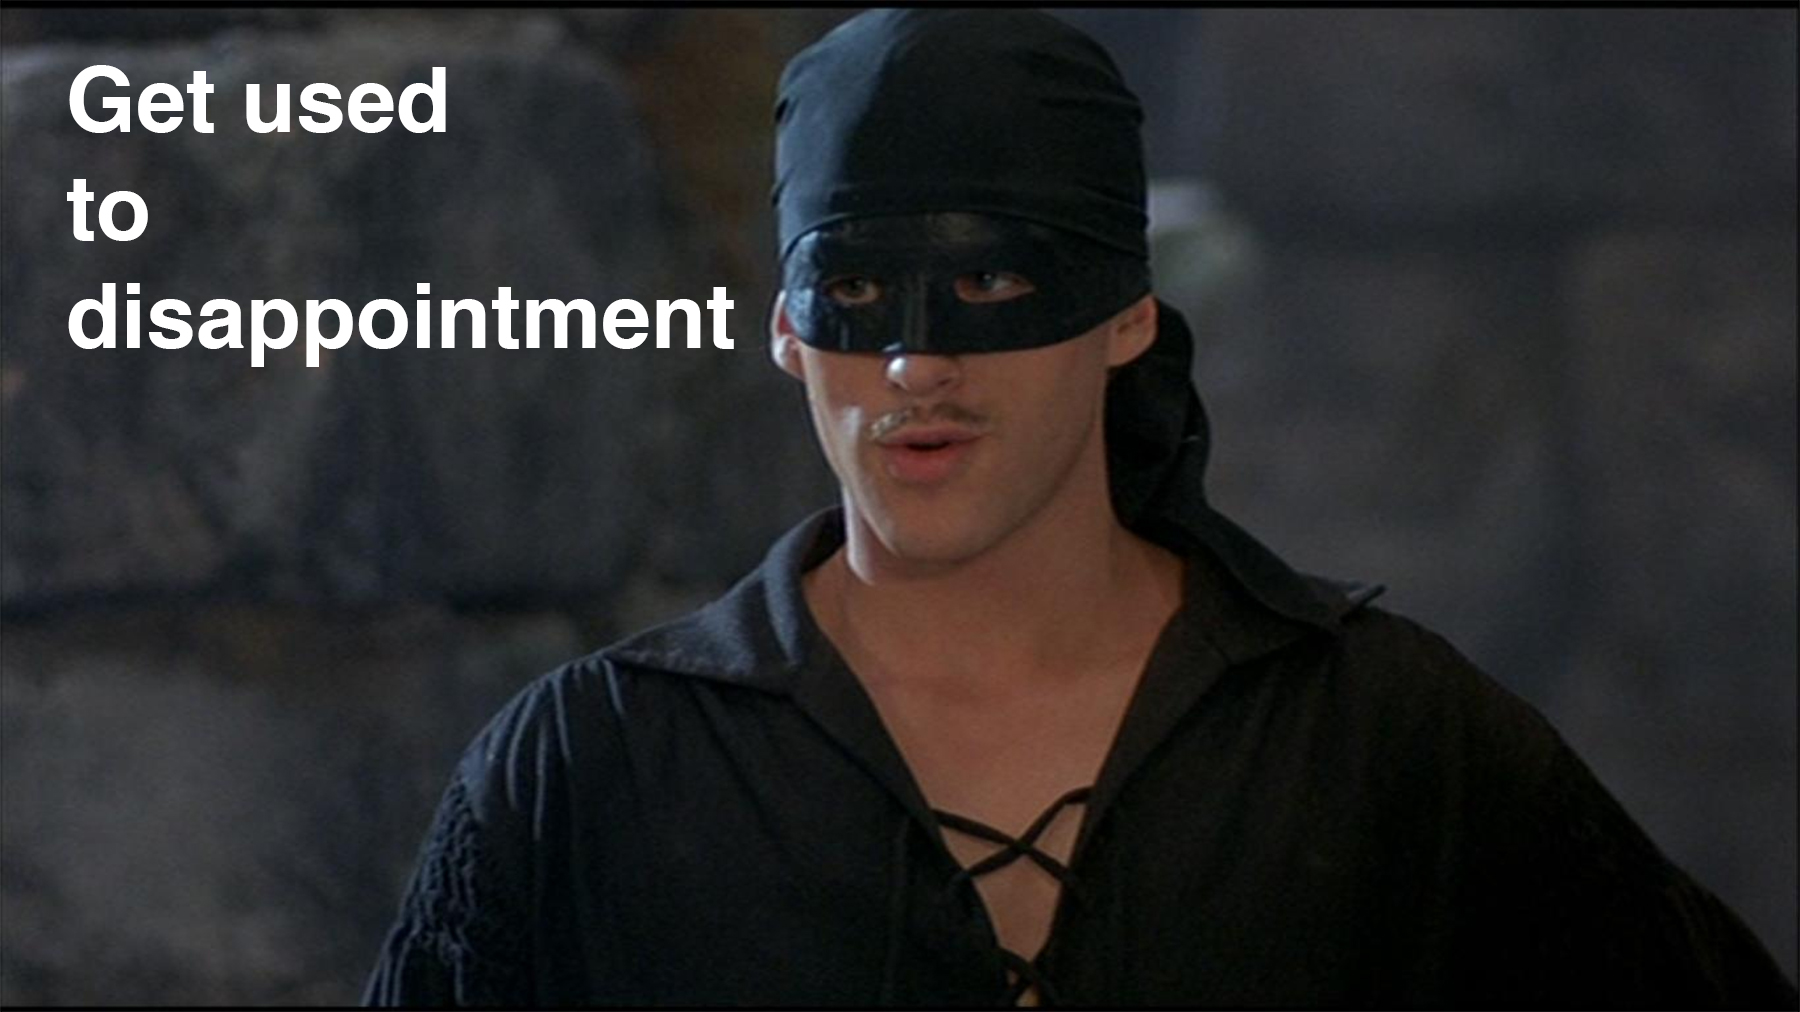 Get used
to
disappointment